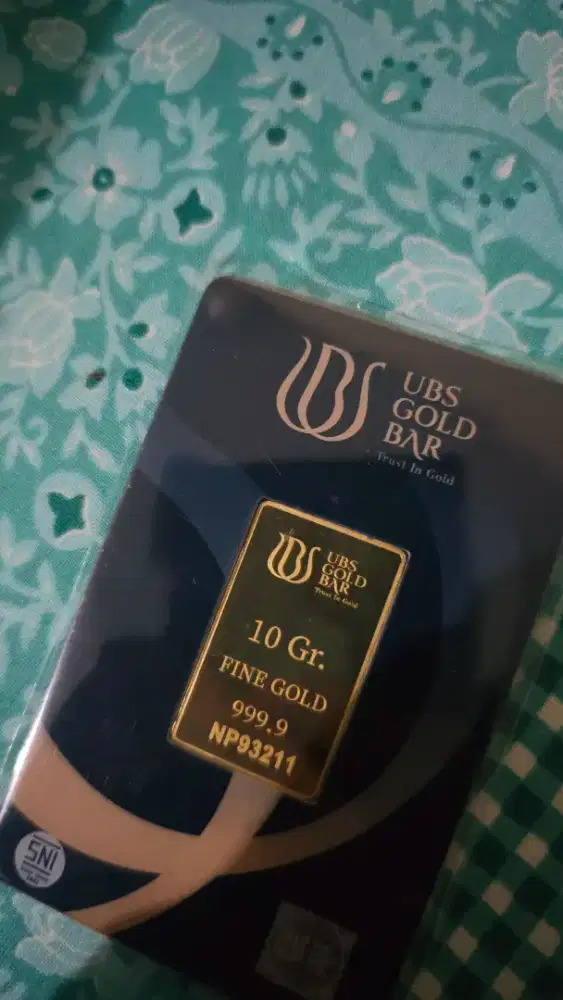 UBS
GOLD
BAR
Trust In Gold
UBS
GOLD
BAR
Trust In Gold
10 Gr.
FINE GOLD
999.9
NP93211
SNI